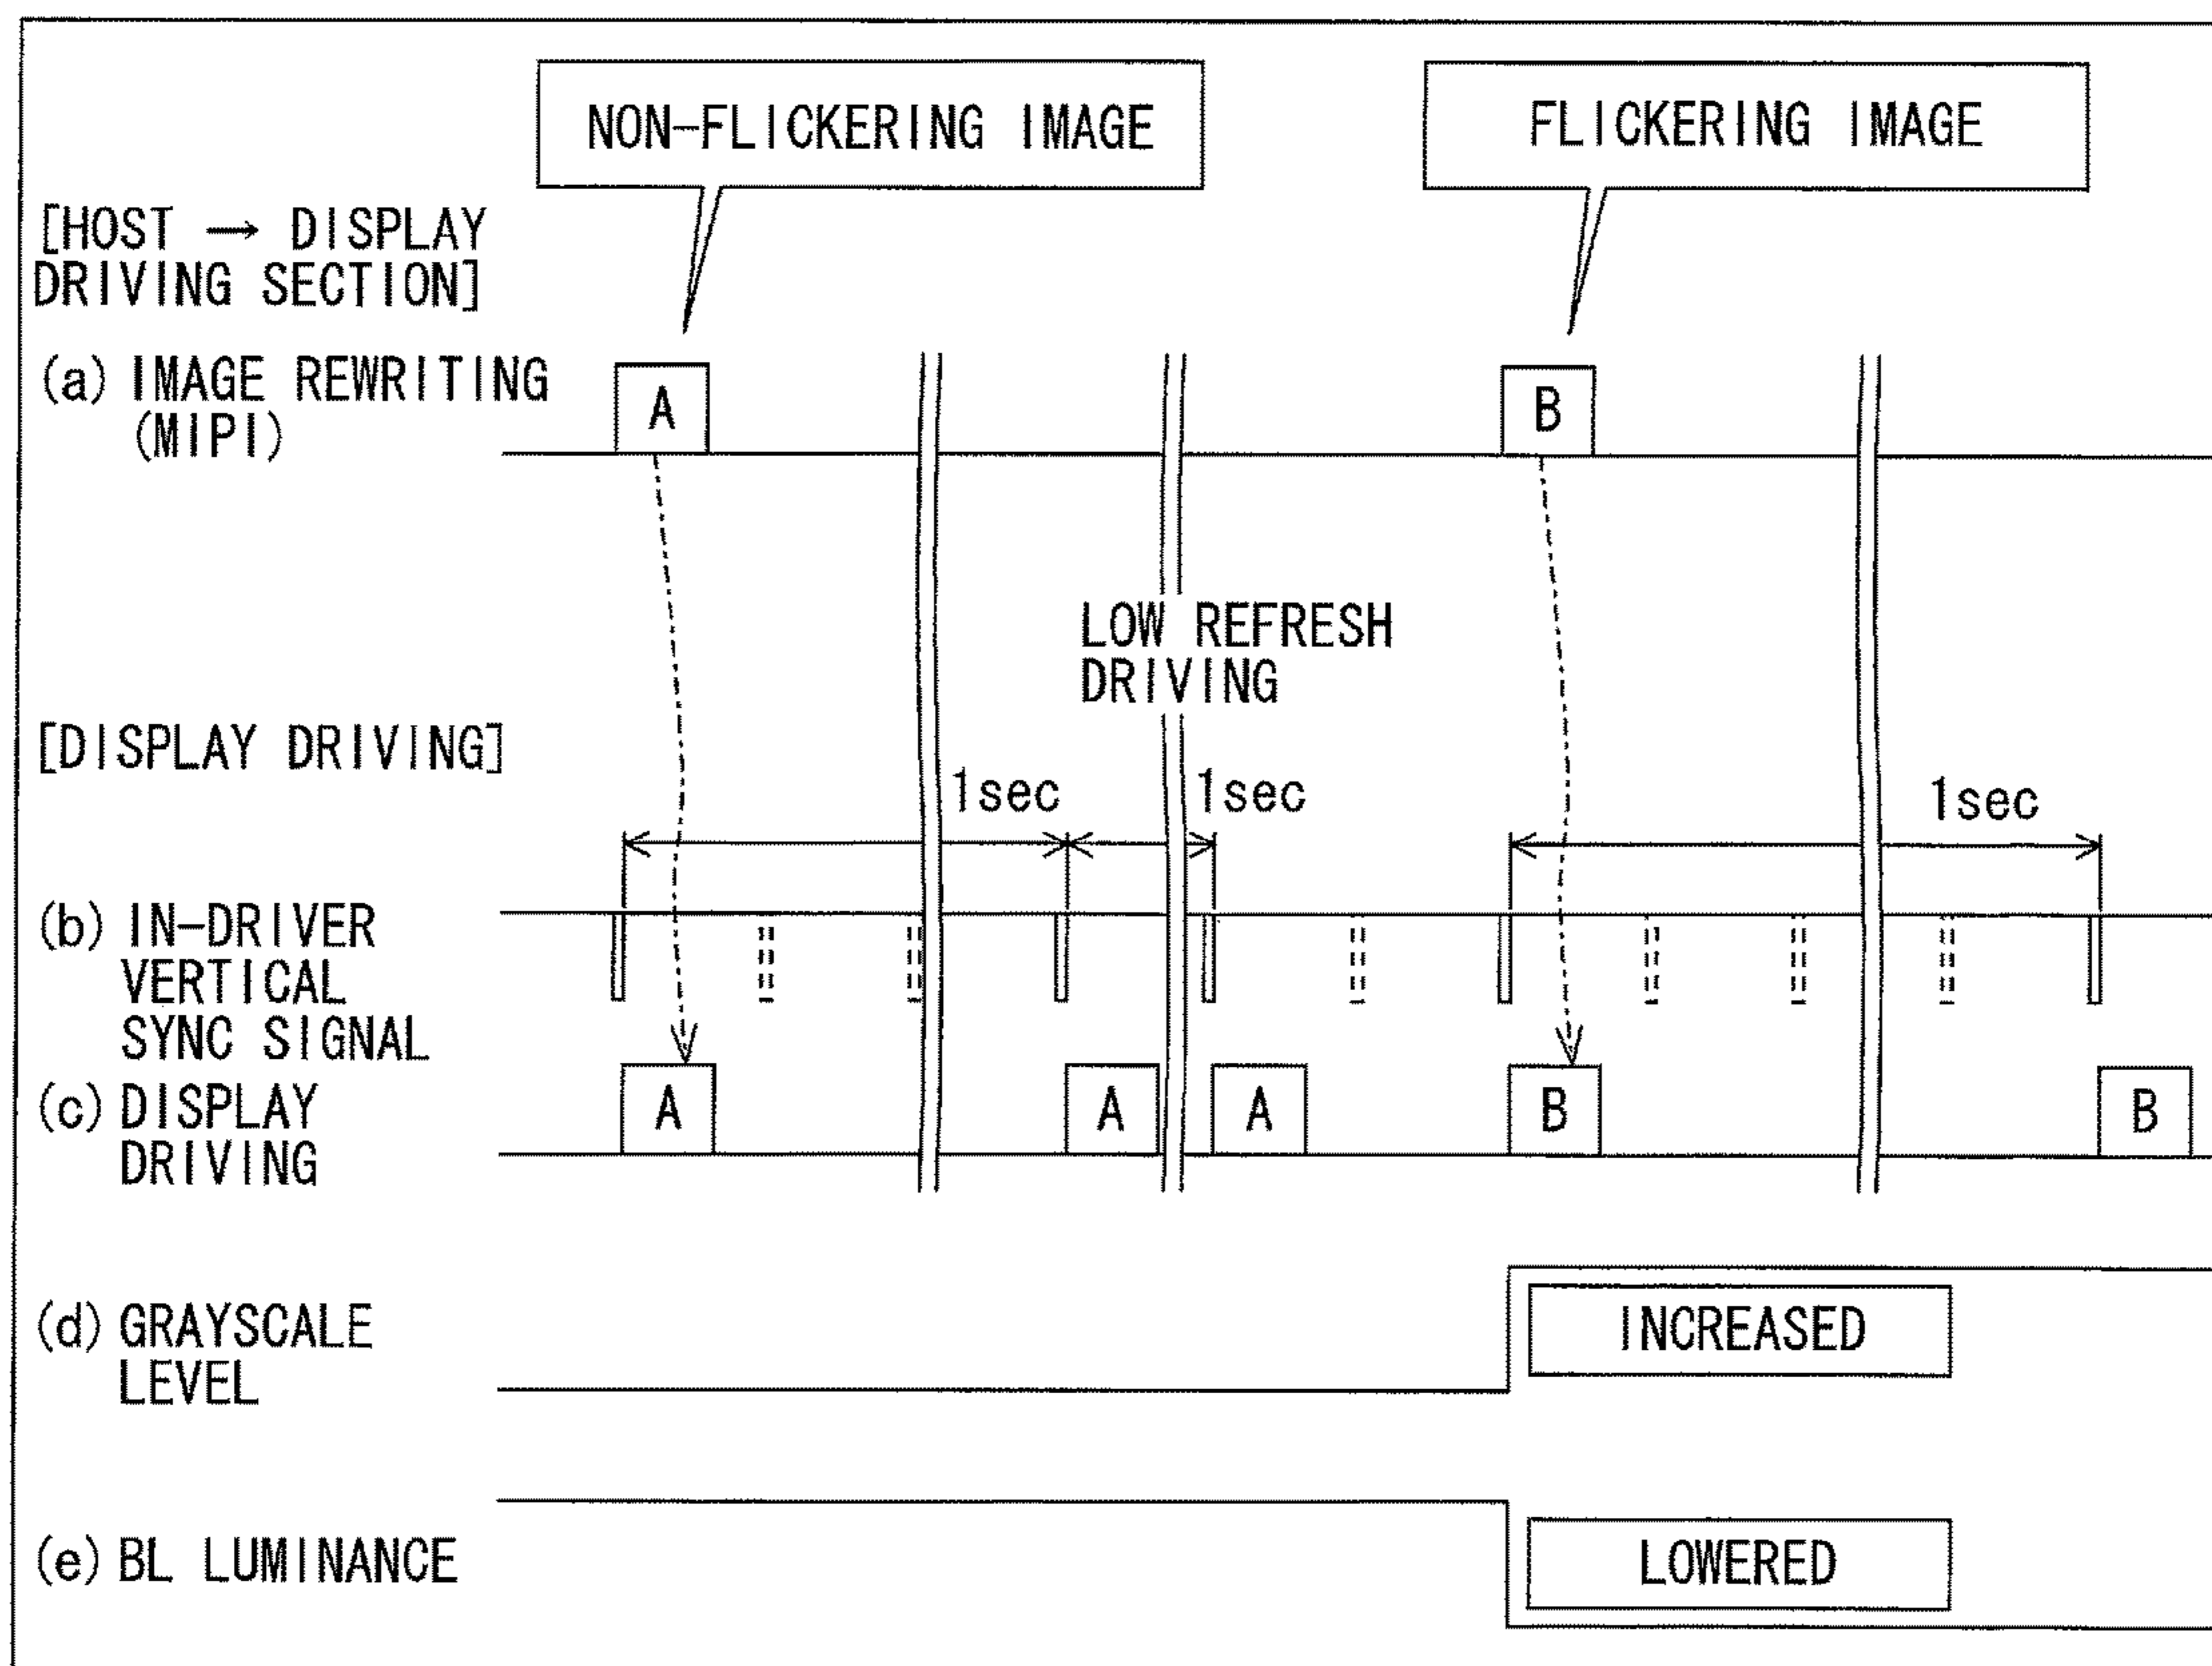 NON-FLICKERING IMAGE
FLICKERING IMAGE
[HOST → DISPLAY
DRIVING SECTION]
(a) IMAGE REWRITING
(MIPI)
A
B
LOW REFRESH
DRIVING
[DISPLAY DRIVING]
1sec
1sec
1sec
(b) IN-DRIVER
VERTICAL
SYNC SIGNAL
(c) DISPLAY
DRIVING
A
A
A
B
B
(d) GRAYSCALE
LEVEL
INCREASED
(e) BL LUMINANCE
LOWERED